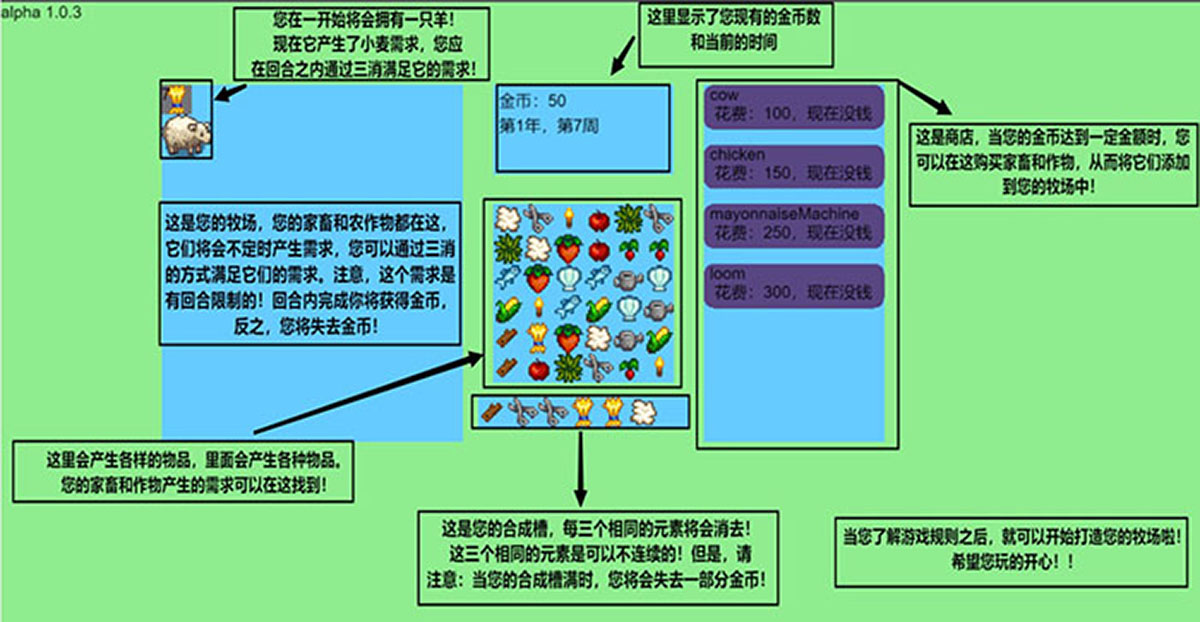 alpha 1.0.3
您在一开始将会拥有一只羊！
现在它产生了小麦需求，您应
在回合之内通过三消满足它的需求！
这里显示了您现有的金币数
和当前的时间
7
金币：50
第1年，第7周
cow
花费：100，现在没钱
chicken
花费：150，现在没钱
mayonnaiseMachine
花费：250，现在没钱
loom
花费：300，现在没钱
这是商店，当您的金币达到一定金额时，您
可以在这购买家畜和作物，从而将它们添加
到您的牧场中！
这是您的牧场，您的家畜和农作物都在这，
它们将会不定时产生需求，您可以通过三消
的方式满足它们的需求。注意，这个需求是
有回合限制的！回合内完成你将获得金币，
反之，您将失去金币！
这里会产生各样的物品，里面会产生各种物品。
您的家畜和作物产生的需求可以在这找到！
这是您的合成槽，每三个相同的元素将会消去！
这三个相同的元素是可以不连续的！但是，请
注意：当您的合成槽满时，您将会失去一部分金币！
当您了解游戏规则之后，就可以开始打造您的牧场啦！
希望您玩的开心！！